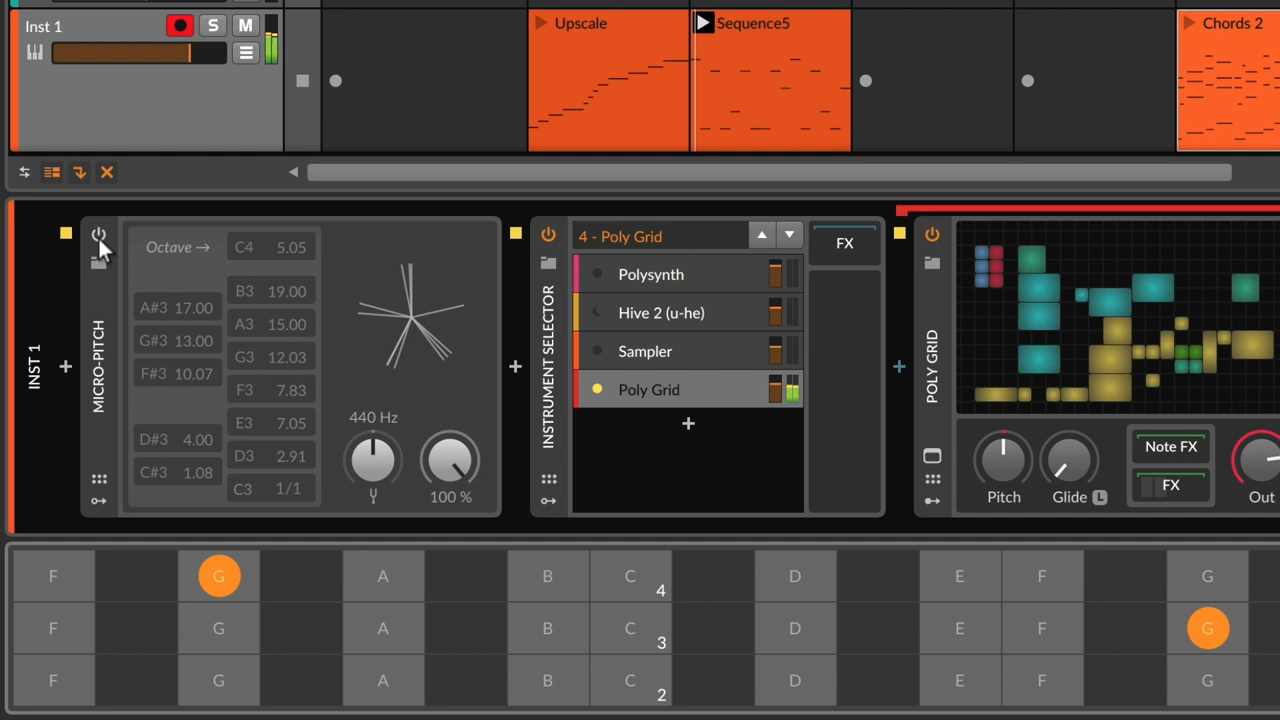 Inst 1
S
M
Upscale
Sequence5
Chords 2
INST 1
MICRO-PITCH
Octave →
C4 5.05
B3 19.00
A#3 17.00
A3 15.00
G#3 13.00
G3 12.03
F#3 10.07
F3 7.83
E3 7.05
D#3 4.00
D3 2.91
C#3 1.08
C3 1/1
440 Hz
100 %
INSTRUMENT SELECTOR
4 - Poly Grid
Polysynth
Hive 2 (u-he)
Sampler
Poly Grid
FX
POLY GRID
Pitch
Glide L
Note FX
FX
Out
F G A B C 4 D E F G
F G A B C 3 D E F G
F G A B C 2 D E F G